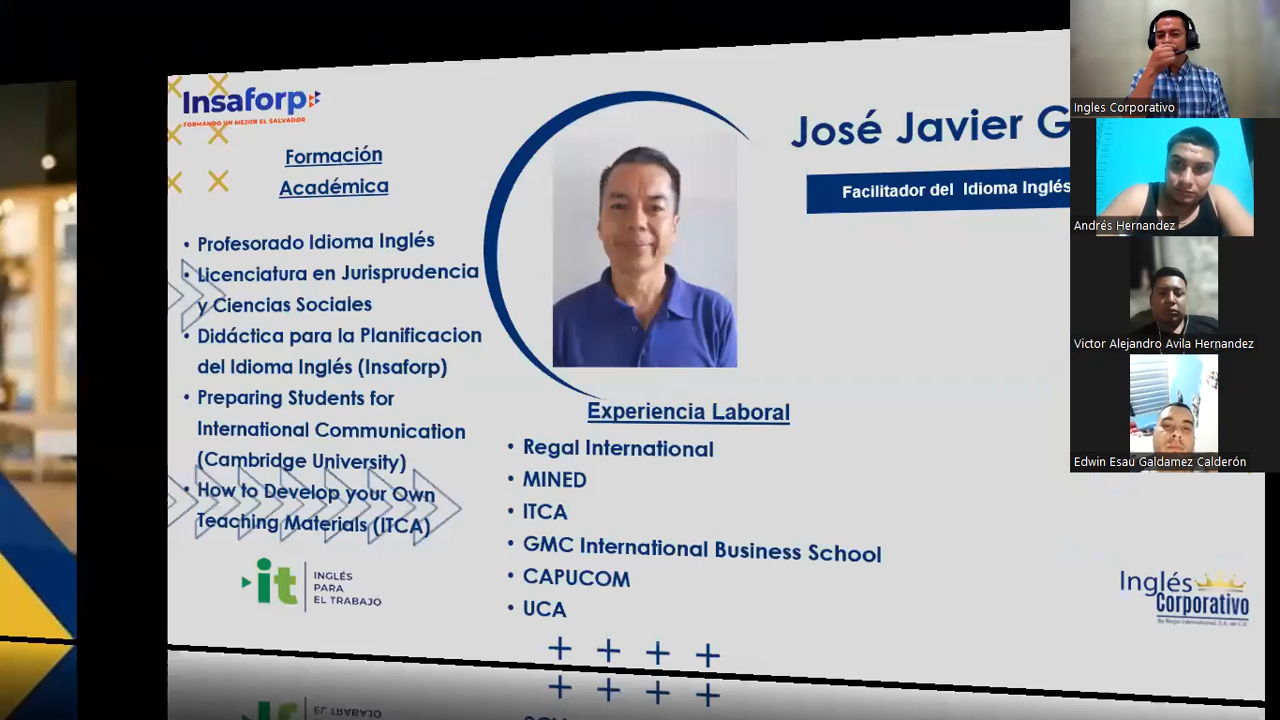 Insaforp
FORMANDO UN MEJOR EL SALVADOR
Formación
Académica
• Profesorado Idioma Inglés
• Licenciatura en Jurisprudencia
y Ciencias Sociales
• Didáctica para la Planificacion
del Idioma Inglés (Insaforp)
• Preparing Students for
International Communication
(Cambridge University)
• How to Develop your Own
Teaching Materials (ITCA)
it
INGLÉS
PARA
EL TRABAJO
José Javier G
Facilitador del Idioma Inglés
Experiencia Laboral
• Regal International
• MINED
• ITCA
• GMC International Business School
• CAPUCOM
• UCA
Inglés
Corporativo
By Regal International, S.A. de C.V.
Ingles Corporativo
Andrés Hernandez
Victor Alejandro Avila Hernandez
Edwin Esau Galdamez Calderón